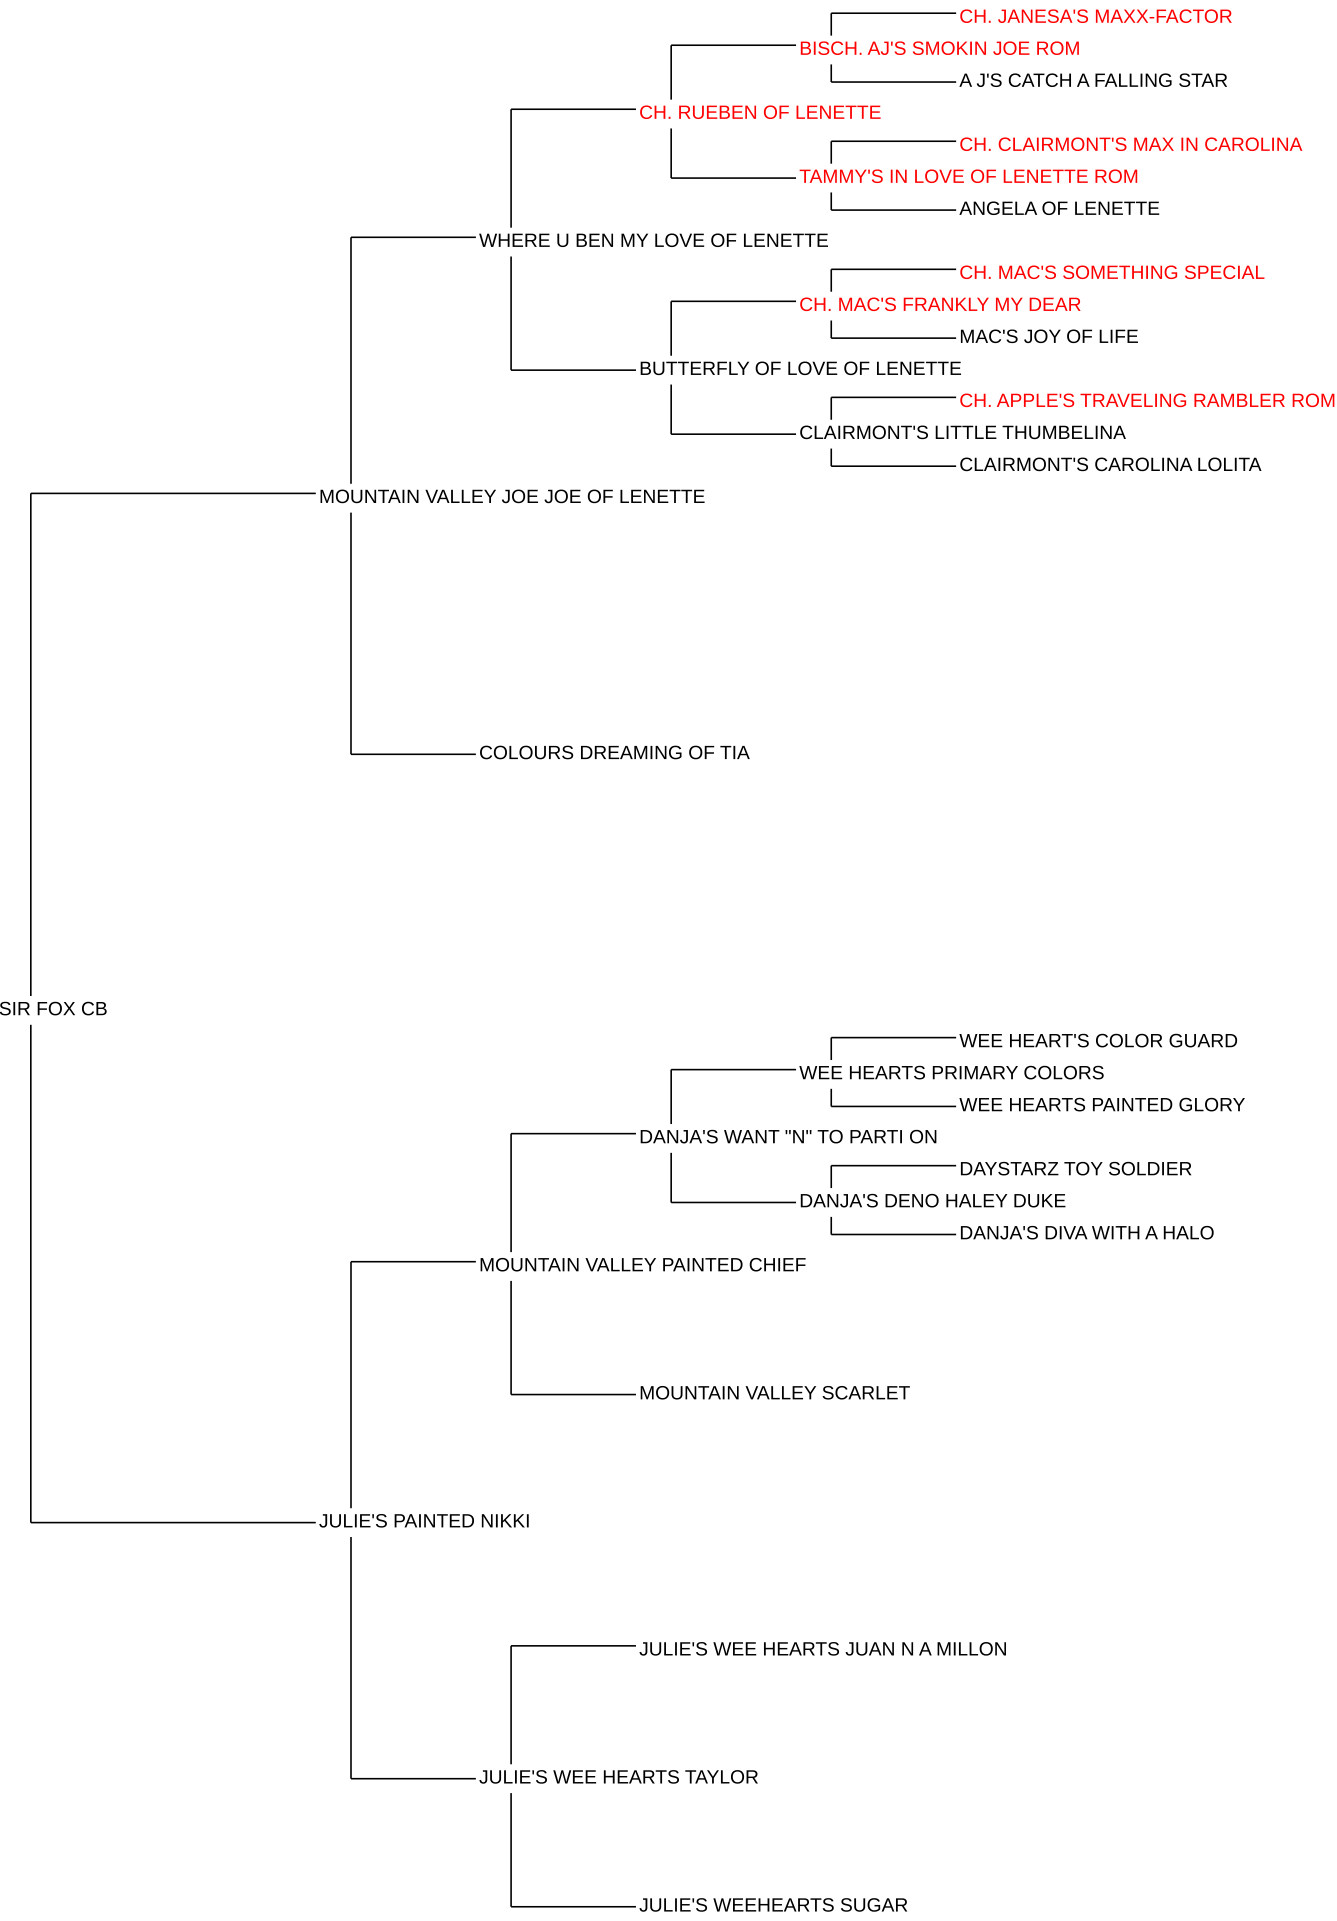 CH. JANESA'S MAXX-FACTOR
BISCH. AJ'S SMOKIN JOE ROM
A J'S CATCH A FALLING STAR
CH. RUEBEN OF LENETTE
CH. CLAIRMONT'S MAX IN CAROLINA
TAMMY'S IN LOVE OF LENETTE ROM
ANGELA OF LENETTE
WHERE U BEN MY LOVE OF LENETTE
CH. MAC'S SOMETHING SPECIAL
CH. MAC'S FRANKLY MY DEAR
MAC'S JOY OF LIFE
BUTTERFLY OF LOVE OF LENETTE
CH. APPLE'S TRAVELING RAMBLER ROM
CLAIRMONT'S LITTLE THUMBELINA
CLAIRMONT'S CAROLINA LOLITA
MOUNTAIN VALLEY JOE JOE OF LENETTE
COLOURS DREAMING OF TIA
SIR FOX CB
WEE HEART'S COLOR GUARD
WEE HEARTS PRIMARY COLORS
WEE HEARTS PAINTED GLORY
DANJA'S WANT "N" TO PARTI ON
DAYSTARZ TOY SOLDIER
DANJA'S DENO HALEY DUKE
DANJA'S DIVA WITH A HALO
MOUNTAIN VALLEY PAINTED CHIEF
MOUNTAIN VALLEY SCARLET
JULIE'S PAINTED NIKKI
JULIE'S WEE HEARTS JUAN N A MILLON
JULIE'S WEE HEARTS TAYLOR
JULIE'S WEEHEARTS SUGAR